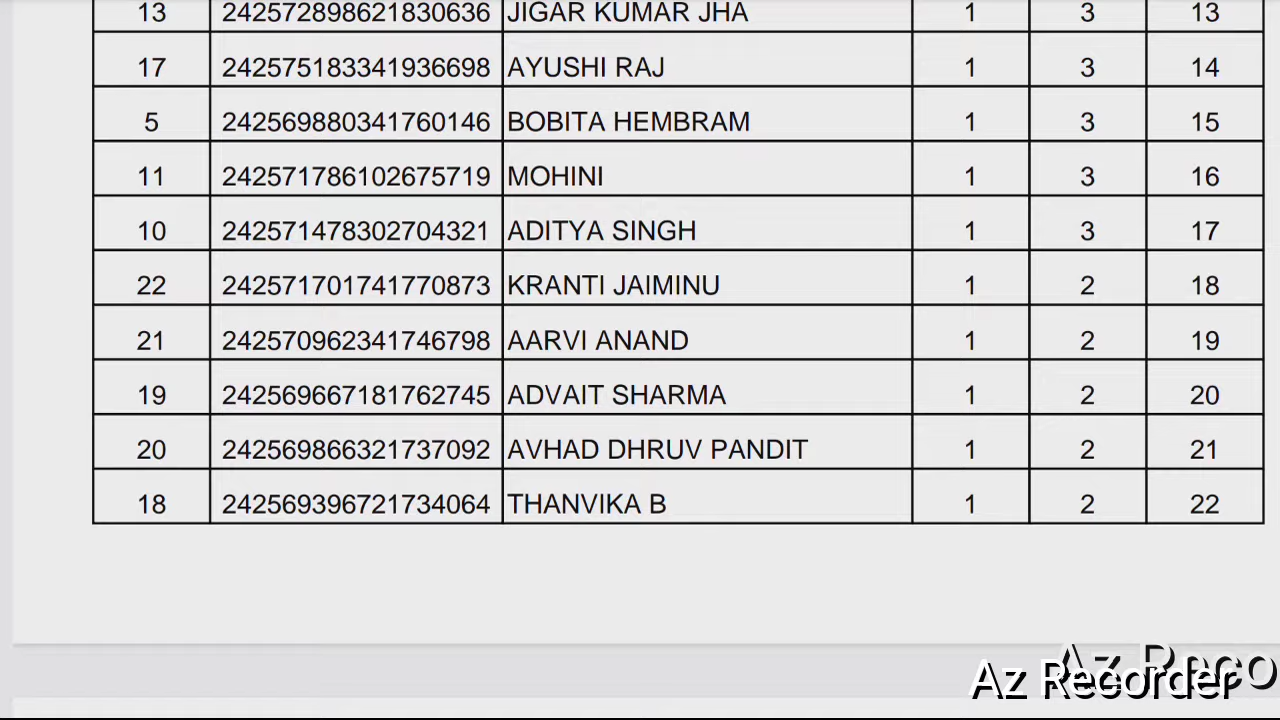 13 242572898621830636 JIGAR KUMAR JHA 1 3 13
17 242575183341936698 AYUSHI RAJ 1 3 14
5 242569880341760146 BOBITA HEMBRAM 1 3 15
11 242571786102675719 MOHINI 1 3 16
10 242571478302704321 ADITYA SINGH 1 3 17
22 242571701741770873 KRANTI JAIMINU 1 2 18
21 242570962341746798 AARVI ANAND 1 2 19
19 242569667181762745 ADVAIT SHARMA 1 2 20
20 242569866321737092 AVHAD DHRUV PANDIT 1 2 21
18 242569396721734064 THANVIKA B 1 2 22
Az Reco
Az Recorder